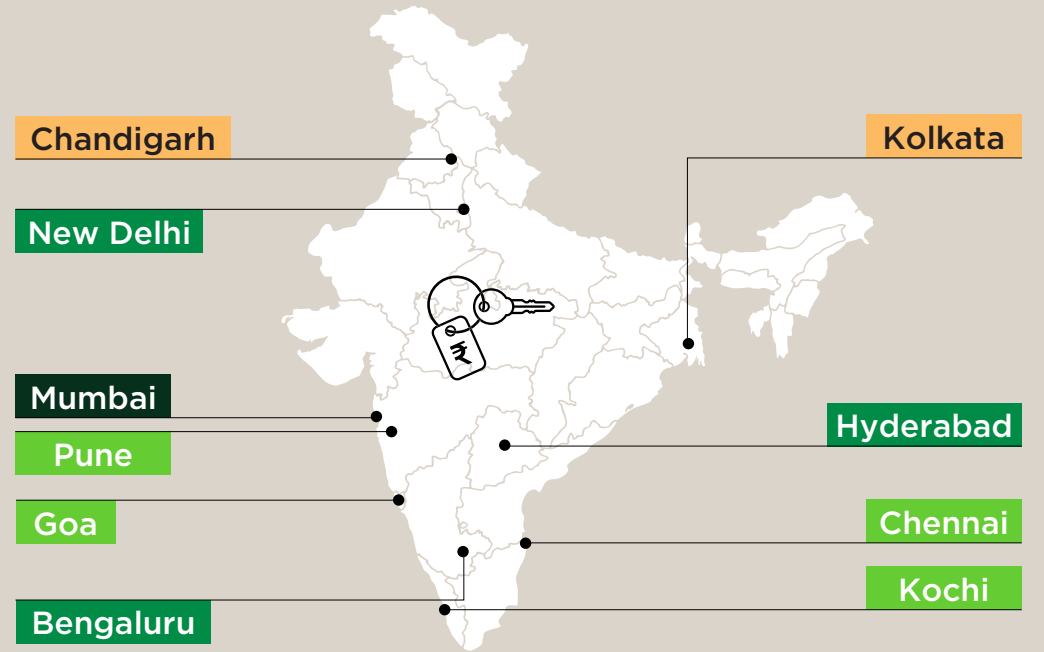 Chandigarh
Kolkata
New Delhi
₹
Mumbai
Hyderabad
Pune
Goa
Chennai
Kochi
Bengaluru